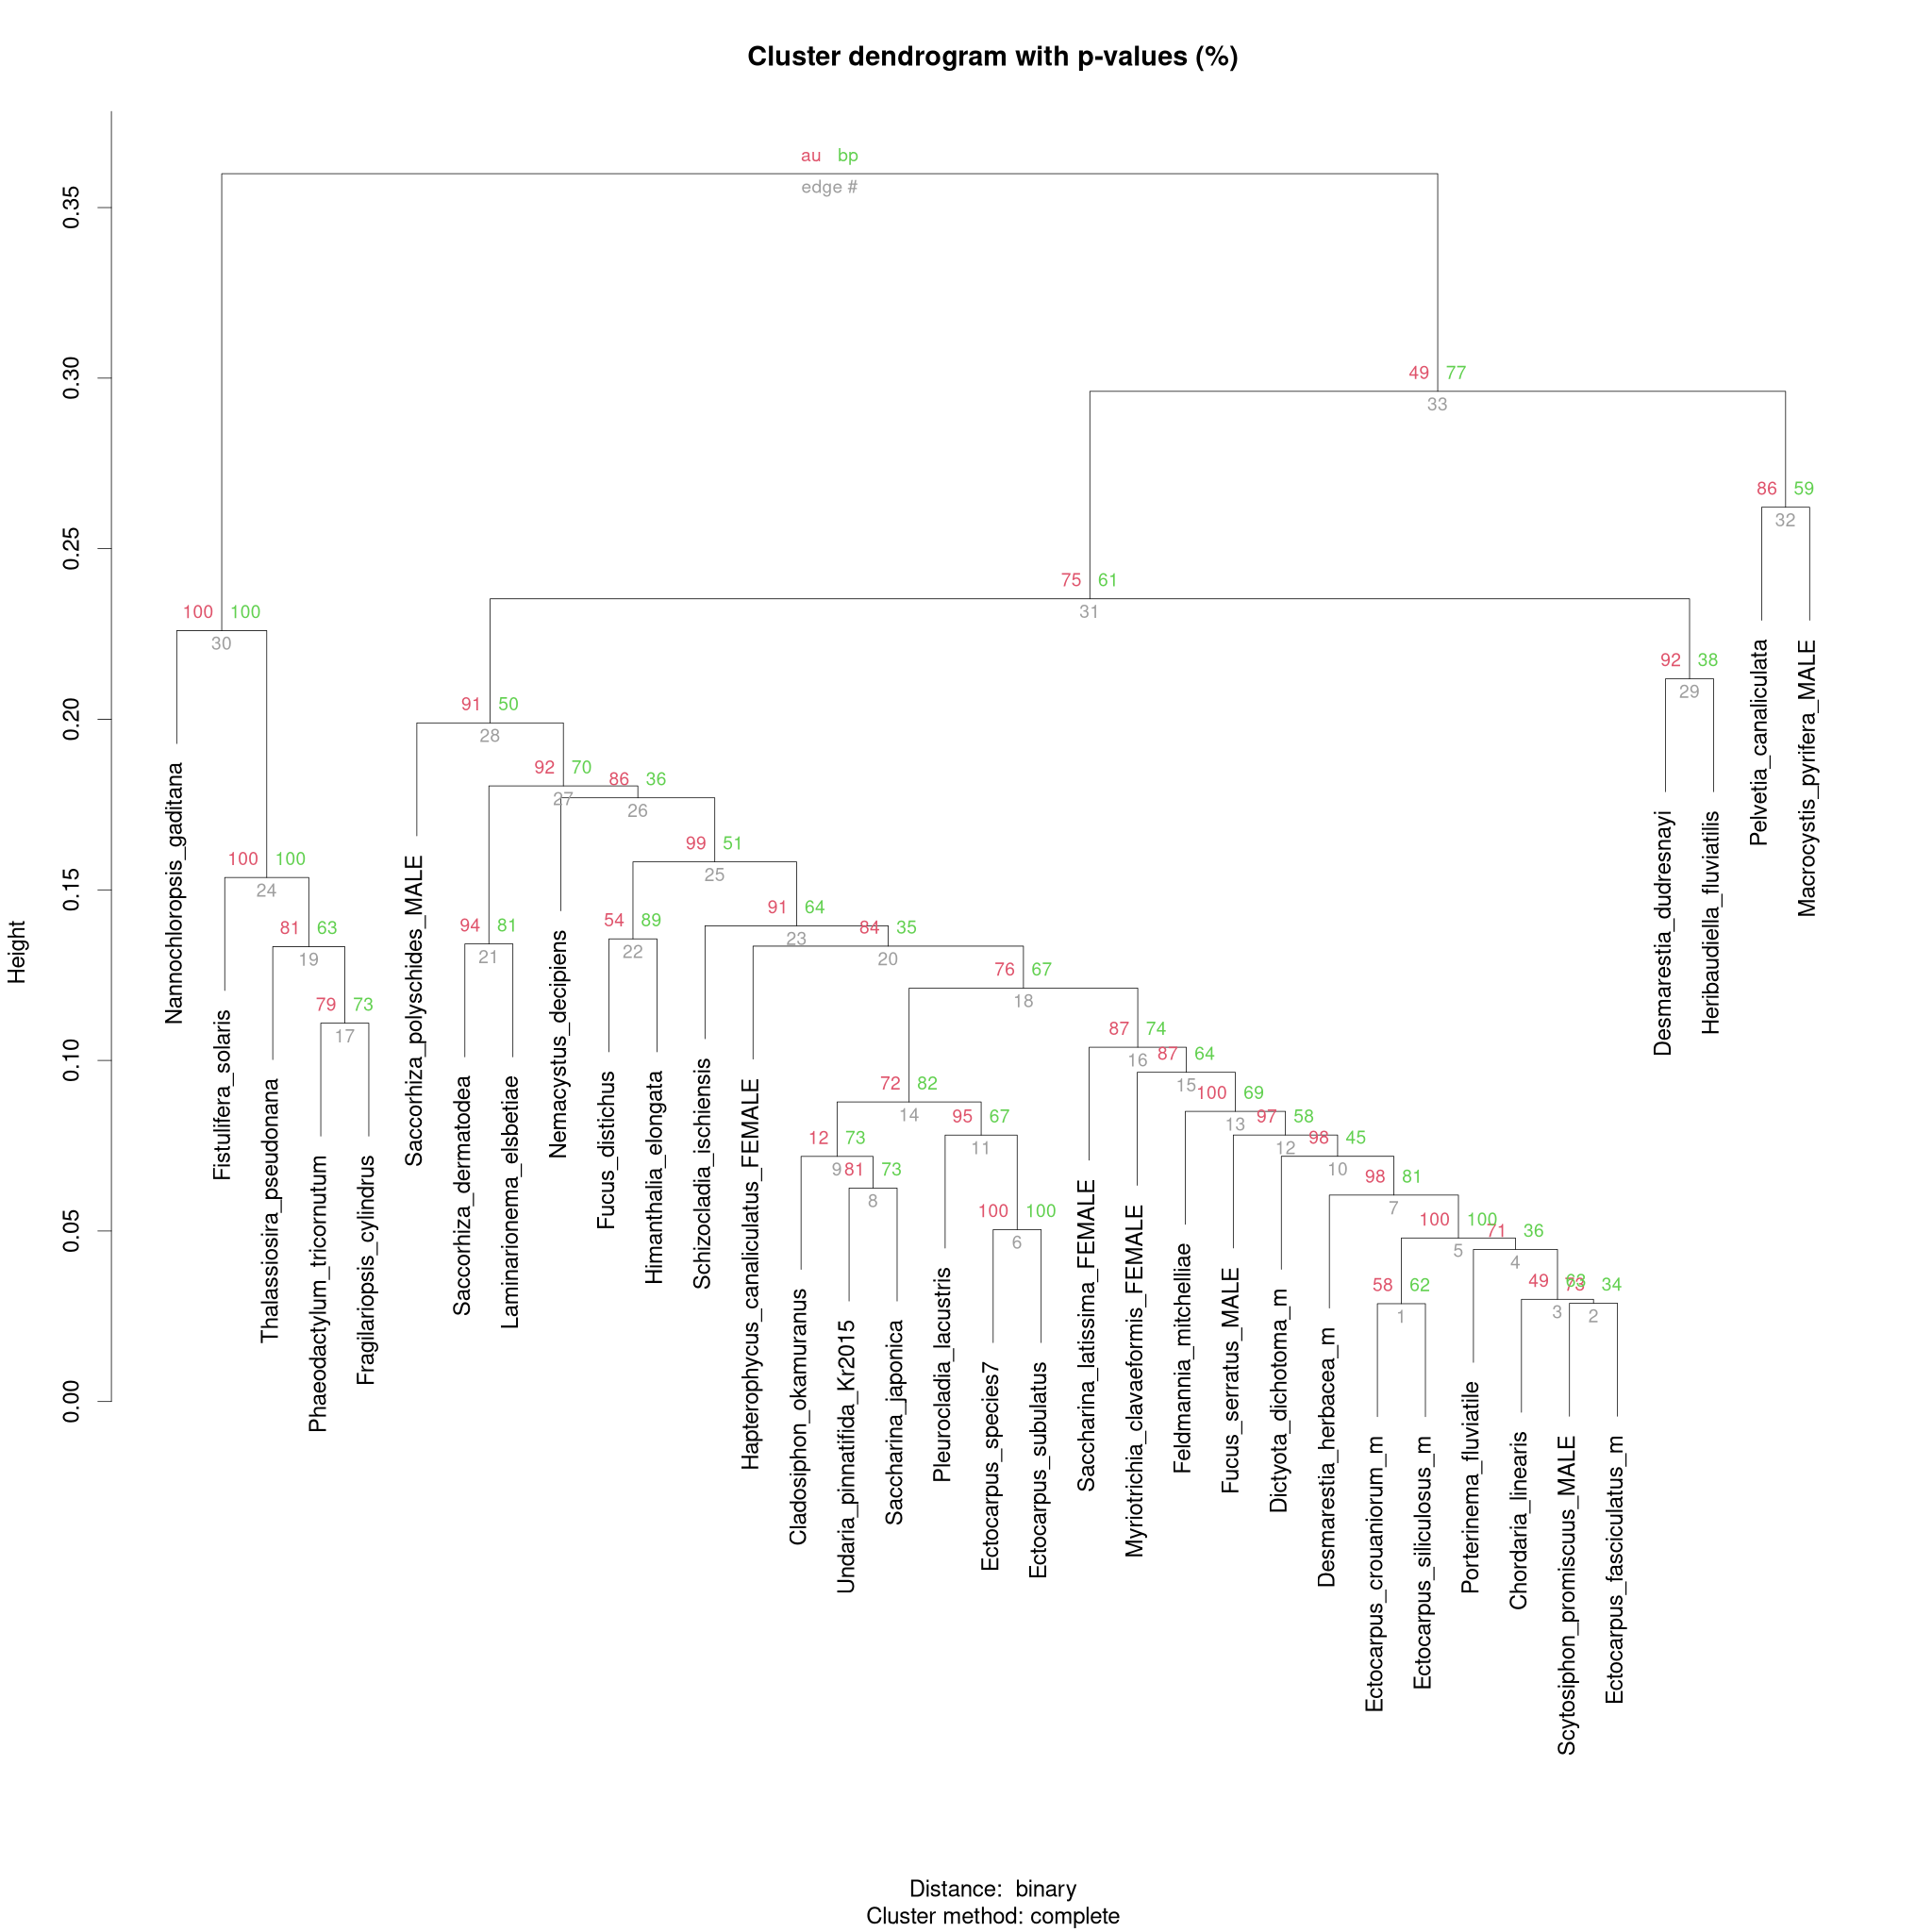 Cluster dendrogram with p-values (%)
au bp
edge #
0.35
0.30
0.25
0.20
0.15
0.10
0.05
0.00
Height
49 77
33
86 59
32
75 61
31
100 100
30
92 38
29
91 50
28
92 70
27
86 36
26
99 51
25
100 100
24
91 64
23
54 89
22
94 81
21
84 35
20
81 63
19
76 67
18
79 73
17
87 74
16
87 64
15
72 82
14
100 69
13
97 58
12
95 67
11
98 45
10
12 73
9
81 73
8
98 81
7
100 100
6
100 100
5
71 36
4
49 63
3
73 34
2
58 62
1
Nannochloropsis_gaditana
Fistulifera_solaris
Thalassiosira_pseudonana
Phaeodactylum_tricornutum
Fragilariopsis_cylindrus
Saccorhiza_polyschides_MALE
Saccorhiza_dermatodea
Laminarionema_elsbetiae
Nemacystus_decipiens
Fucus_distichus
Himanthalia_elongata
Schizocladia_ischiensis
Hapterophycus_canaliculatus_FEMALE
Cladosiphon_okamuranus
Undaria_pinnatifida_Kr2015
Saccharina_japonica
Pleurocladia_lacustris
Ectocarpus_species7
Ectocarpus_subulatus
Saccharina_latissima_FEMALE
Myriotrichia_clavaeformis_FEMALE
Feldmannia_mitchelliae
Fucus_serratus_MALE
Dictyota_dichotoma_m
Desmarestia_herbacea_m
Ectocarpus_crouaniorum_m
Ectocarpus_siliculosus_m
Porterinema_fluviatile
Chordaria_linearis
Scytosiphon_promiscuus_MALE
Ectocarpus_fasciculatus_m
Desmarestia_dudresnayi
Heribaudiella_fluviatilis
Pelvetia_canaliculata
Macrocystis_pyrifera_MALE
Distance: binary
Cluster method: complete